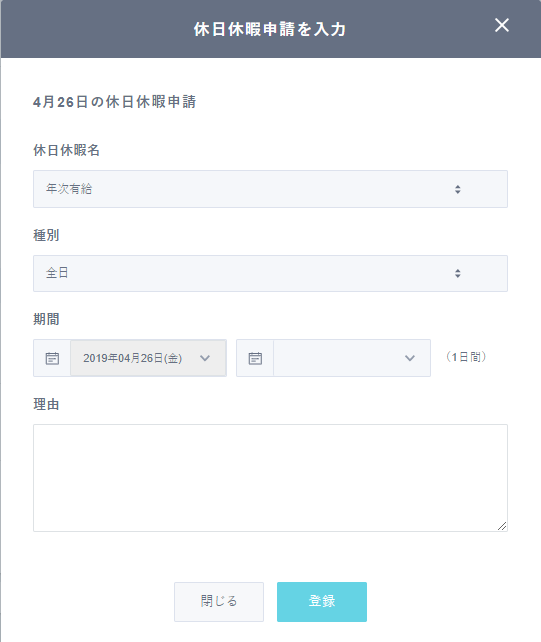 休日休暇申請を入力
4月26日の休日休暇申請
休日休暇名
年次有給
種別
全日
期間
2019年04月26日(金) （1日間）
理由
閉じる 登録